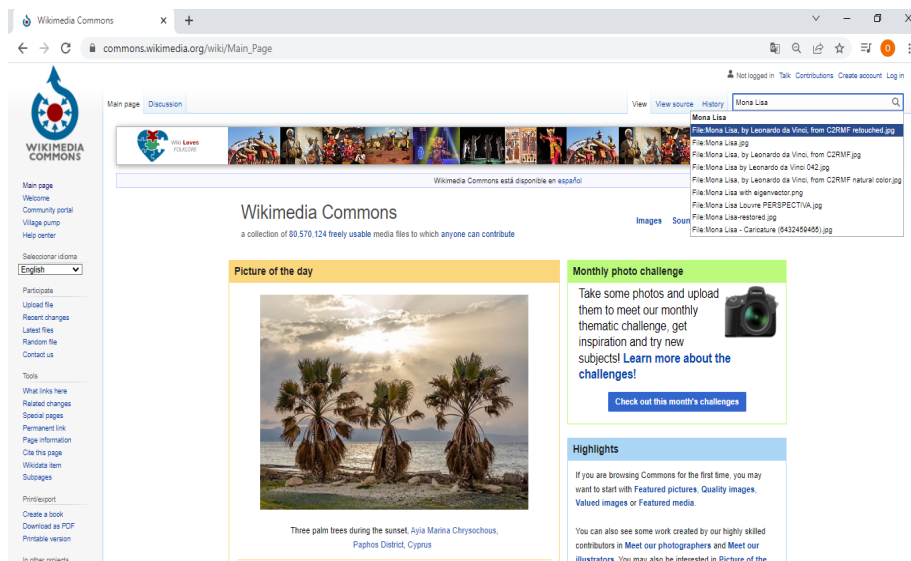 Wikimedia Commons
commons.wikimedia.org/wiki/Main_Page
O
Not logged in Talk Contributions Create account Log in
Main page Discussion
View View source History
Mona Lisa
Mona Lisa
File:Mona Lisa, by Leonardo da Vinci, from C2RMF retouched.jpg
File:Mona Lisa.jpg
File:Mona Lisa, by Leonardo da Vinci, from C2RMF.jpg
File:Mona Lisa by Leonardo da Vinci 042.jpg
File:Mona Lisa, by Leonardo da Vinci, from C2RMF natural color.jpg
File:Mona Lisa with eigenvector.png
File:Mona Lisa Louvre PERSPECTIVA.jpg
File:Mona Lisa-restored.jpg
File:Mona Lisa - Caricature (6432459465).jpg
WIKIMEDIA
COMMONS
Main page
Welcome
Community portal
Village pump
Help center
Seleccionar idioma
English
Participate
Upload file
Recent changes
Latest files
Random file
Contact us
Tools
What links here
Related changes
Special pages
Permanent link
Page information
Cite this page
Wikidata item
Subpages
Print/export
Create a book
Download as PDF
Printable version
In other projects
Wiki Loves
FOLKLORE
Wikimedia Commons está disponible en español
Wikimedia Commons
a collection of 80,570,124 freely usable media files to which anyone can contribute
Images
Picture of the day
Three palm trees during the sunset, Ayia Marina Chrysochous,
Paphos District, Cyprus
Monthly photo challenge
Take some photos and upload
them to meet our monthly
thematic challenge, get
inspiration and try new
subjects! Learn more about the
challenges!
Check out this month's challenges
Highlights
If you are browsing Commons for the first time, you may
want to start with Featured pictures, Quality images,
Valued images or Featured media.
You can also see some work created by our highly skilled
contributors in Meet our photographers and Meet our
illustrators. You may also be interested in Picture of the